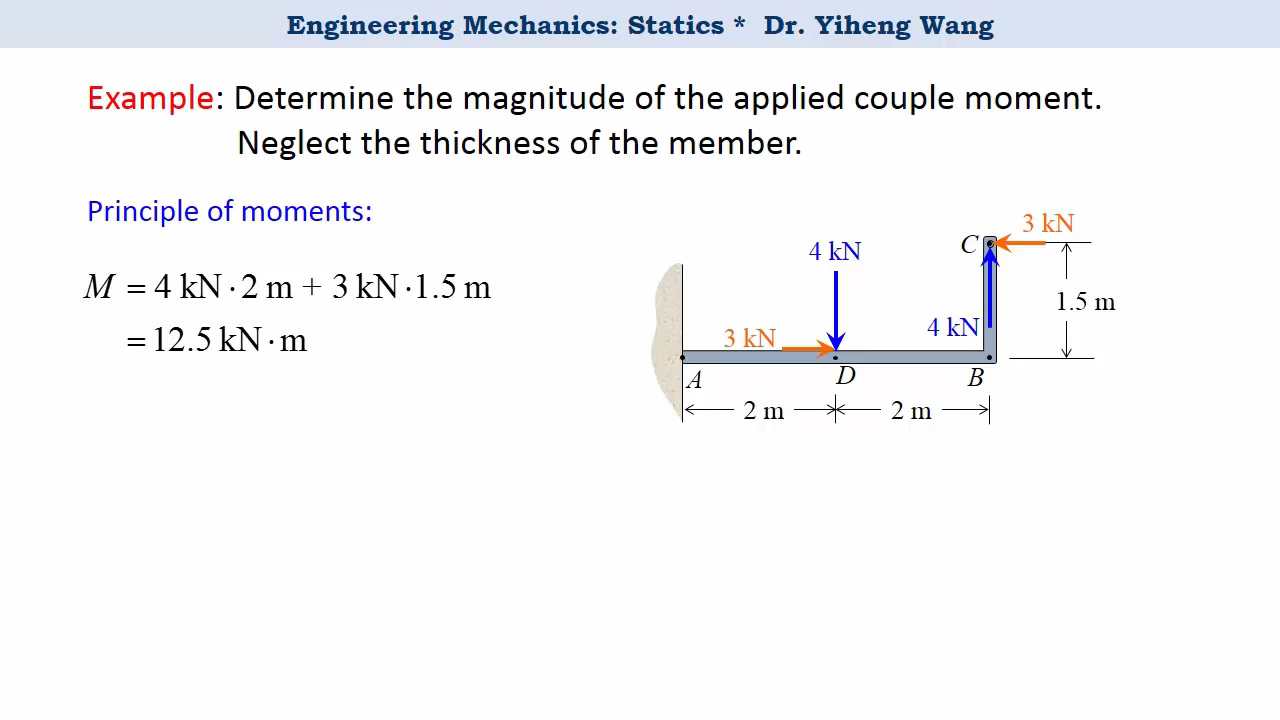 Engineering Mechanics: Statics * Dr. Yiheng Wang
Example: Determine the magnitude of the applied couple moment.
Neglect the thickness of the member.
Principle of moments:
M = 4 kN · 2 m + 3 kN · 1.5 m
= 12.5 kN · m
3 kN
C
4 kN
1.5 m
4 kN
3 kN
A
D
B
2 m
2 m